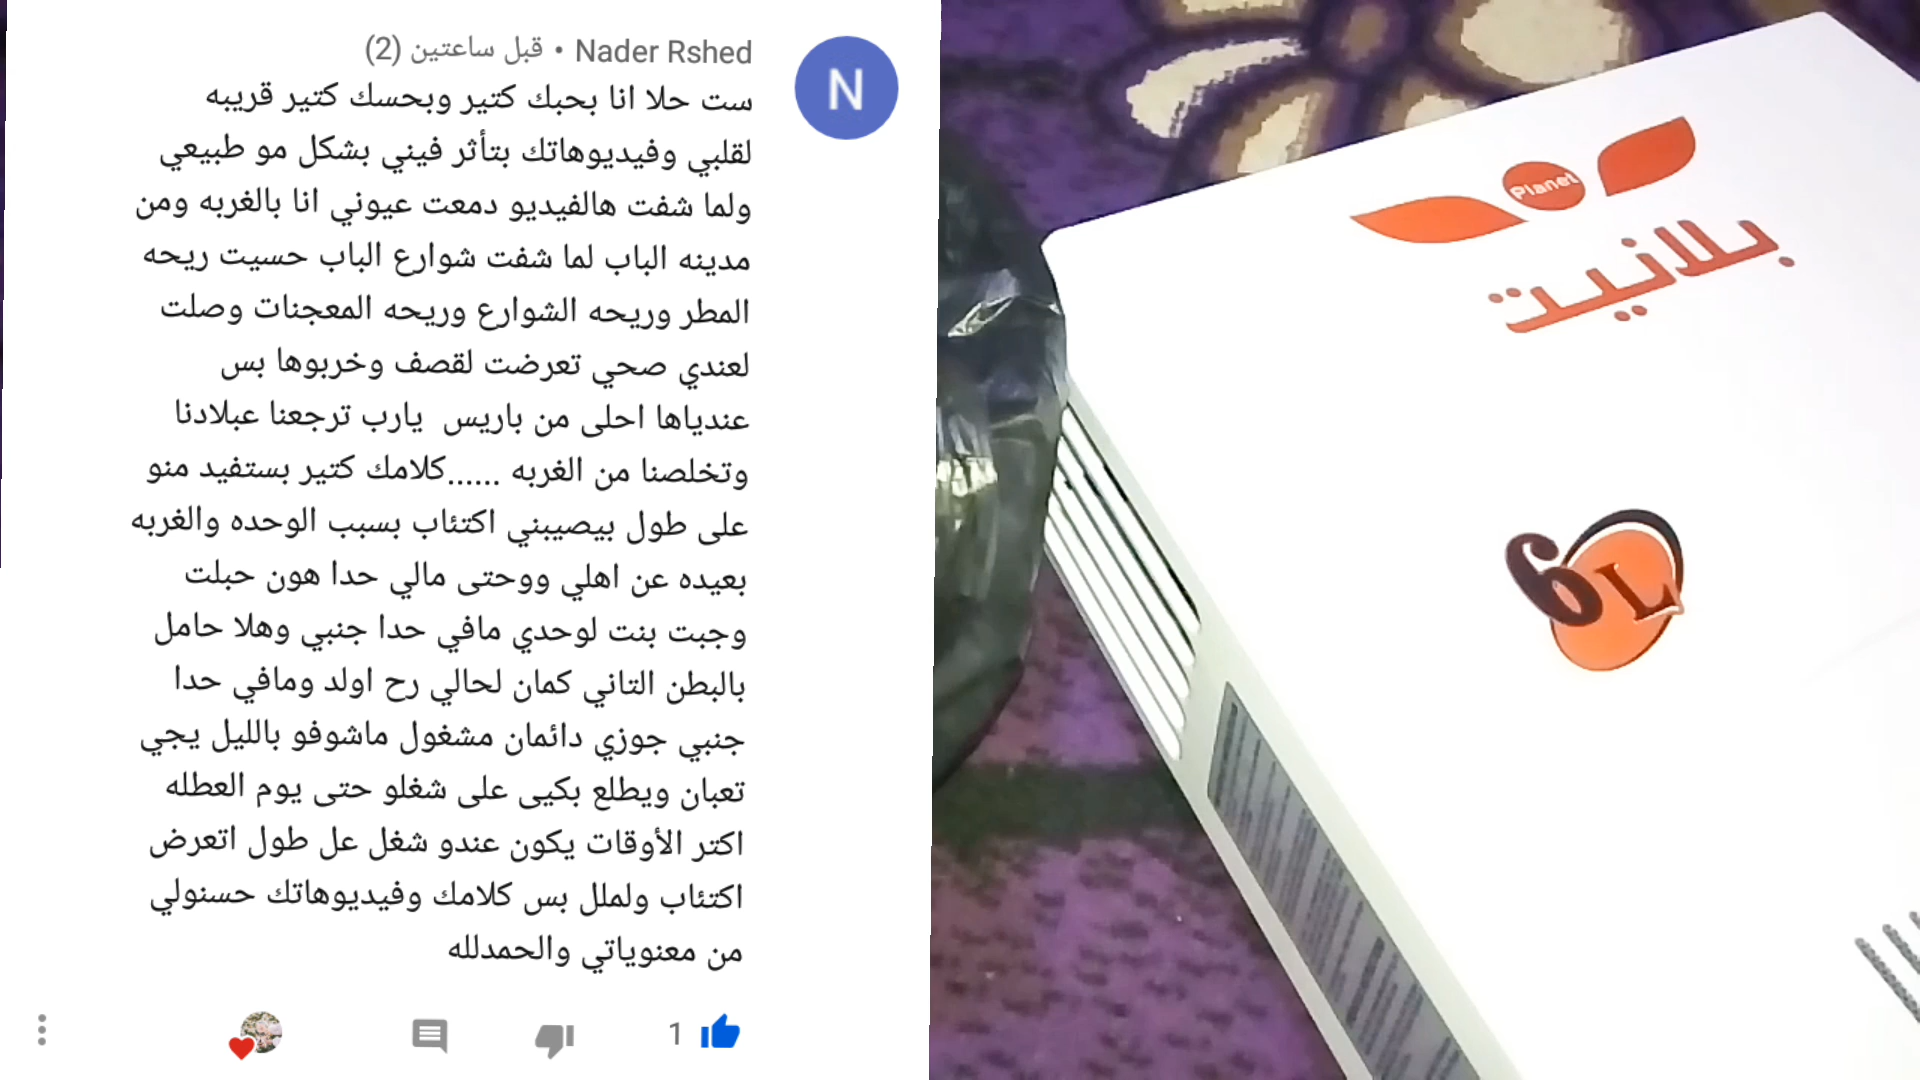 Nader Rshed • قبل ساعتين (2)
N
ست حلا انا بحبك كتير وبحسك كتير قريبه
لقلبي وفيديوهاتك بتأثر فيني بشكل مو طبيعي
ولما شفت هالفيديو دمعت عيوني انا بالغربه ومن
مدينه الباب لما شفت شوارع الباب حسيت ريحه
المطر وريحه الشوارع وريحه المعجنات وصلت
لعندي صحي تعرضت لقصف وخربوها بس
عندياها احلى من باريس يارب ترجعنا عبلادنا
وتخلصنا من الغربه ......كلامك كتير بستفيد منو
على طول بيصيبني اكتئاب بسبب الوحده والغربه
بعيده عن اهلي ووحتى مالي حدا هون حبلت
وجبت بنت لوحدي مافي حدا جنبي وهلا حامل
بالبطن التاني كمان لحالي رح اولد ومافي حدا
جنبي جوزي دائمان مشغول ماشوفو بالليل يجي
تعبان ويطلع بكيى على شغلو حتى يوم العطله
اكتر الأوقات يكون عندو شغل عل طول اتعرض
اكتئاب ولملل بس كلامك وفيديوهاتك حسنولي
من معنوياتي والحمدلله
1
Planet
بلانيت
6L